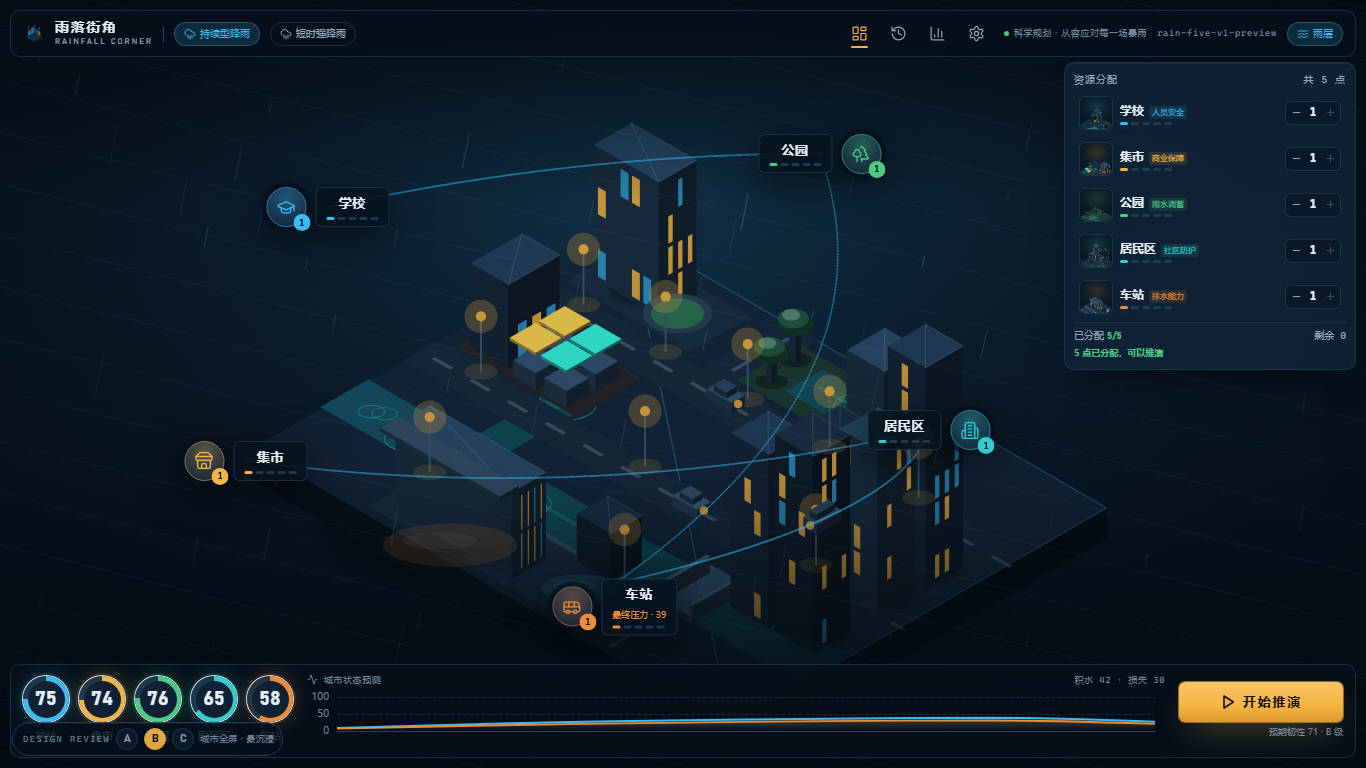 雨落街角
RAINFALL CORNER
持续型降雨
短时强降雨
科学规划 · 从容应对每一场暴雨
rain-five-v1-preview
雨层
资源分配
共 5 点
学校 人员安全
− 1 +
集市 商业保障
− 1 +
公园 雨水调蓄
− 1 +
居民区 社区防护
− 1 +
车站 排水能力
− 1 +
已分配 5/5
剩余 0
5 点已分配，可以推演
公园
1
学校
1
居民区
1
集市
1
车站
最终压力 · 39
1
75
74
76
65
58
DESIGN REVIEW
A
B
C
城市全屏 · 最沉浸
城市状态预测
积水 42 · 损失 30
100
50
0
开始推演
预期韧性 71 · B 级